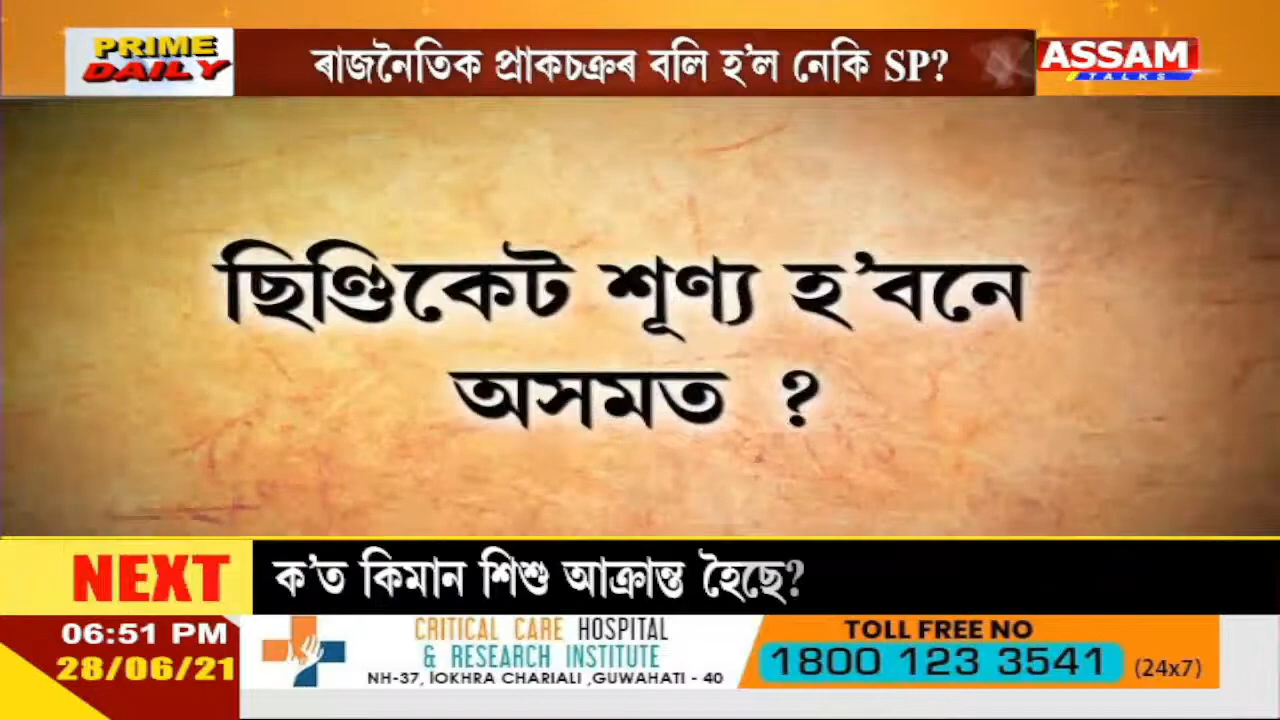 PRIME
DAILY
ৰাজনৈতিক প্ৰাকচক্ৰৰ বলি হ'ল নেকি SP?
ASSAM
TALKS
ছিণ্ডিকেট শূণ্য হ'বনে
অসমত ?
NEXT
ক'ত কিমান শিশু আক্ৰান্ত হৈছে?
06:51 PM
28/06/21
CRITICAL CARE HOSPITAL
& RESEARCH INSTITUTE
NH-37, lOKHRA CHARIALI ,GUWAHATI - 40
TOLL FREE NO
1800 123 3541 (24x7)